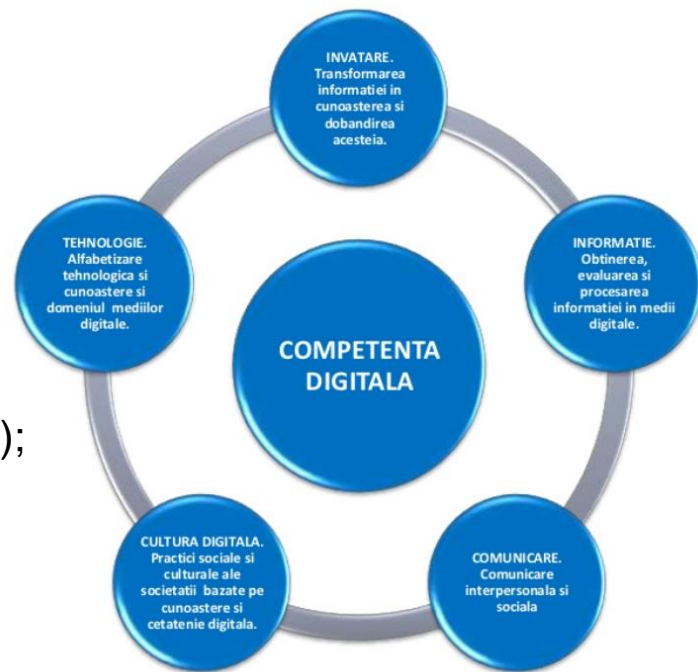 INVATARE.
Transformarea
informatiei in
cunoasterea si
dobandirea
acesteia.
TEHNOLOGIE.
Alfabetizare
tehnologica si
cunoastere si
domeniul mediilor
digitale.
INFORMATIE.
Obtinerea,
evaluarea si
procesarea
informatiei in medii
digitale.
COMPETENTA
DIGITALA
);
CULTURA DIGITALA.
Practici sociale si
culturale ale
societatii bazate pe
cunoastere si
cetatenie digitala.
COMUNICARE.
Comunicare
interpersonala si
sociala